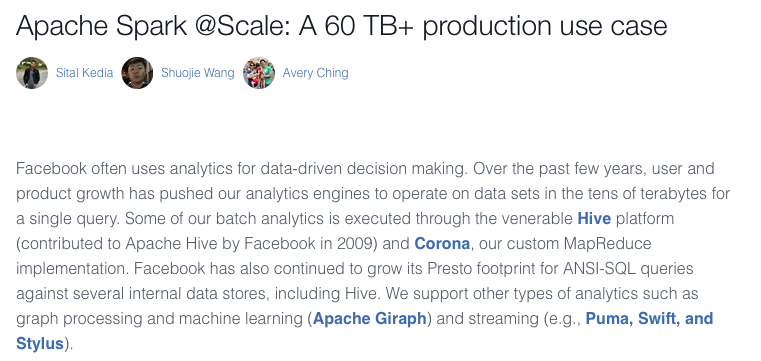 Apache Spark @Scale: A 60 TB+ production use case
Sital Kedia Shuojie Wang Avery Ching
Facebook often uses analytics for data-driven decision making. Over the past few years, user and
product growth has pushed our analytics engines to operate on data sets in the tens of terabytes for
a single query. Some of our batch analytics is executed through the venerable Hive platform
(contributed to Apache Hive by Facebook in 2009) and Corona, our custom MapReduce
implementation. Facebook has also continued to grow its Presto footprint for ANSI-SQL queries
against several internal data stores, including Hive. We support other types of analytics such as
graph processing and machine learning (Apache Giraph) and streaming (e.g., Puma, Swift, and
Stylus).